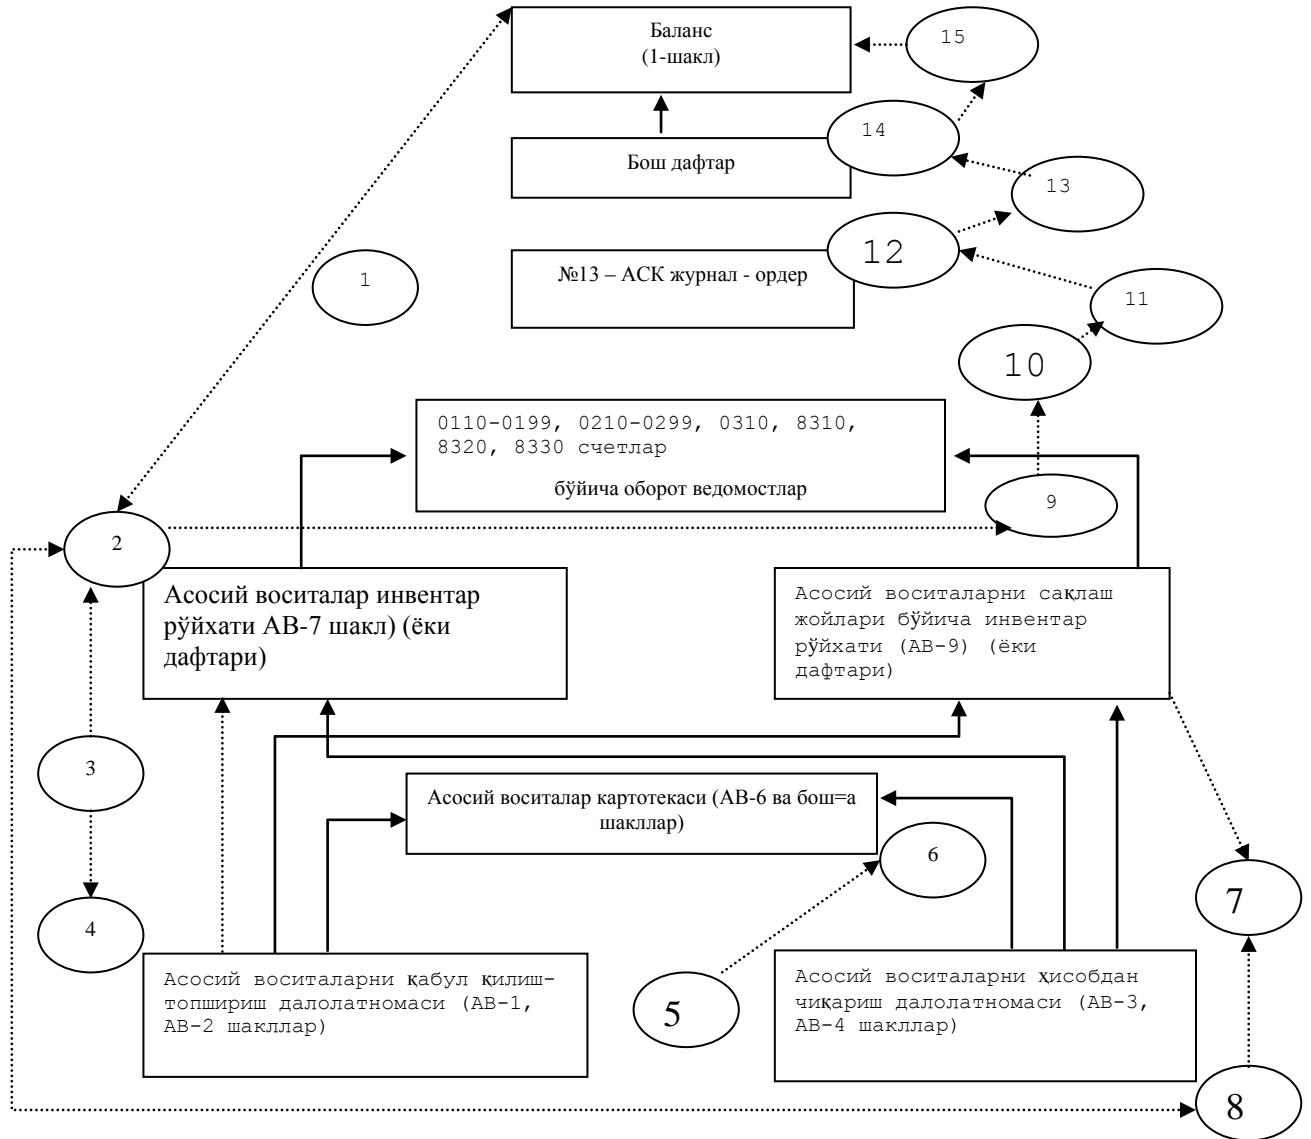 Баланс
(1-шакл)
15
14
Бош дафтар
13
12
1
№13 – АСК журнал - ордер
11
10
0110-0199, 0210-0299, 0310, 8310,
8320, 8330 счетлар
бўйича оборот ведомостлар
9
2
Асосий воситалар инвентар
рўйхати АВ-7 шакл) (ёки
дафтари)
Асосий воситаларни сақлаш
жойлари бўйича инвентар
рўйхати (АВ-9) (ёки
дафтари)
3
Асосий воситалар картотекаси (АВ-6 ва бош=а
шакллар)
6
7
4
Асосий воситаларни қабул қилиш-
топшириш далолатномаси (АВ-1,
АВ-2 шакллар)
5
Асосий воситаларни ҳисобдан
чиқариш далолатномаси (АВ-3,
АВ-4 шакллар)
8